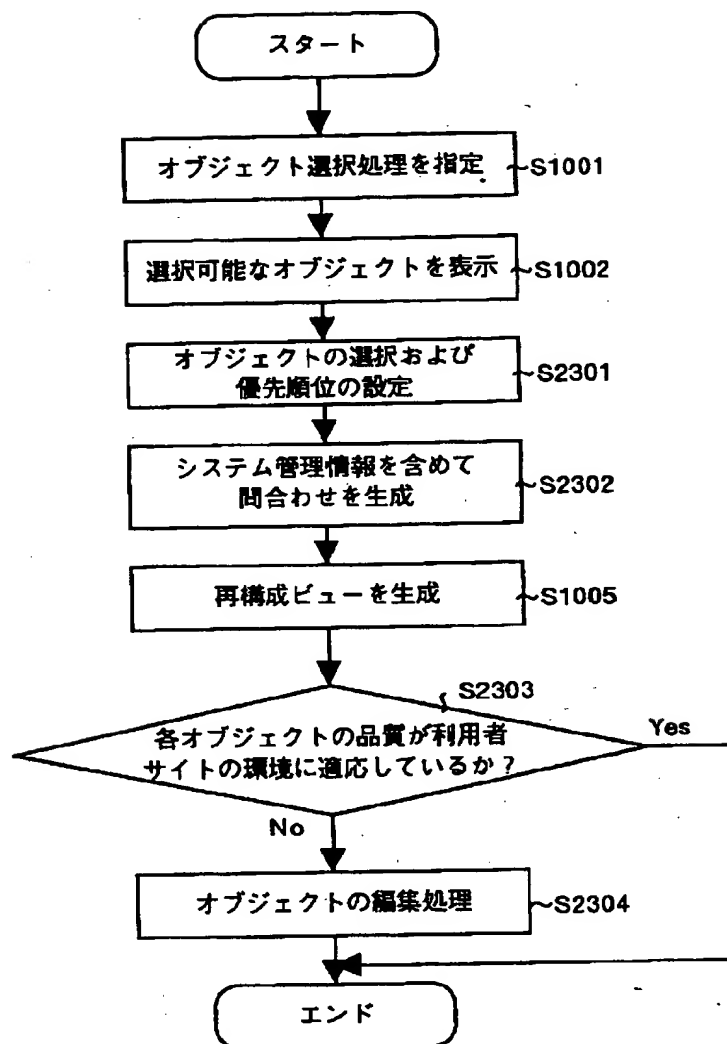 スタート
オブジェクト選択処理を指定
S1001
選択可能なオブジェクトを表示
S1002
オブジェクトの選択および
優先順位の設定
S2301
システム管理情報を含めて
問合わせを生成
S2302
再構成ビューを生成
S1005
S2303
各オブジェクトの品質が利用者
サイトの環境に適応しているか?
Yes
No
オブジェクトの編集処理
S2304
エンド